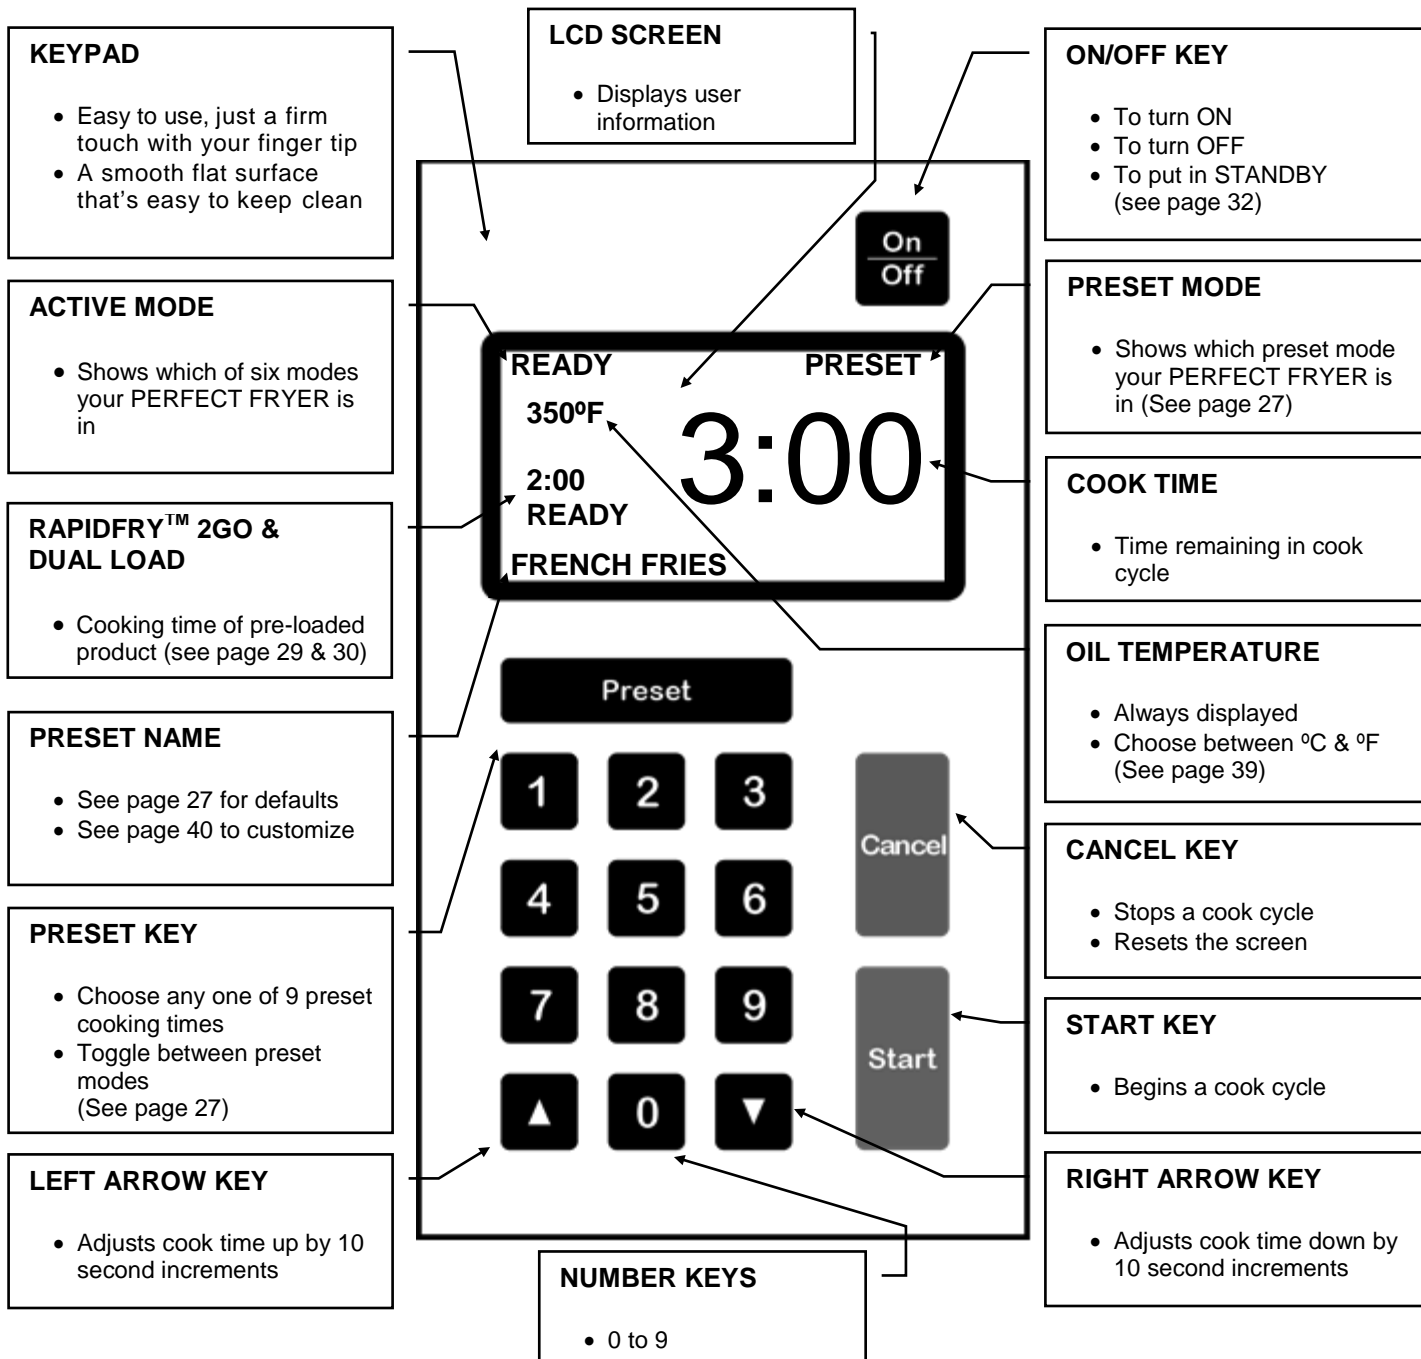 LCD SCREEN
• Displays user
information
KEYPAD
• Easy to use, just a firm
touch with your finger tip
• A smooth flat surface
that's easy to keep clean
ACTIVE MODE
• Shows which of six modes
your PERFECT FRYER is
in
RAPIDFRY™ 2GO &
DUAL LOAD
• Cooking time of pre-loaded
product (see page 29 & 30)
PRESET NAME
• See page 27 for defaults
• See page 40 to customize
PRESET KEY
• Choose any one of 9 preset
cooking times
• Toggle between preset
modes
(See page 27)
LEFT ARROW KEY
• Adjusts cook time up by 10
second increments
On
Off
READY PRESET
350ºF
3:00
2:00
READY
FRENCH FRIES
Preset
1 2 3
4 5 6
7 8 9
▲ 0 ▼
Cancel
Start
NUMBER KEYS
• 0 to 9
ON/OFF KEY
• To turn ON
• To turn OFF
• To put in STANDBY
(see page 32)
PRESET MODE
• Shows which preset mode
your PERFECT FRYER is
in (See page 27)
COOK TIME
• Time remaining in cook
cycle
OIL TEMPERATURE
• Always displayed
• Choose between ºC & ºF
(See page 39)
CANCEL KEY
• Stops a cook cycle
• Resets the screen
START KEY
• Begins a cook cycle
RIGHT ARROW KEY
• Adjusts cook time down by
10 second increments